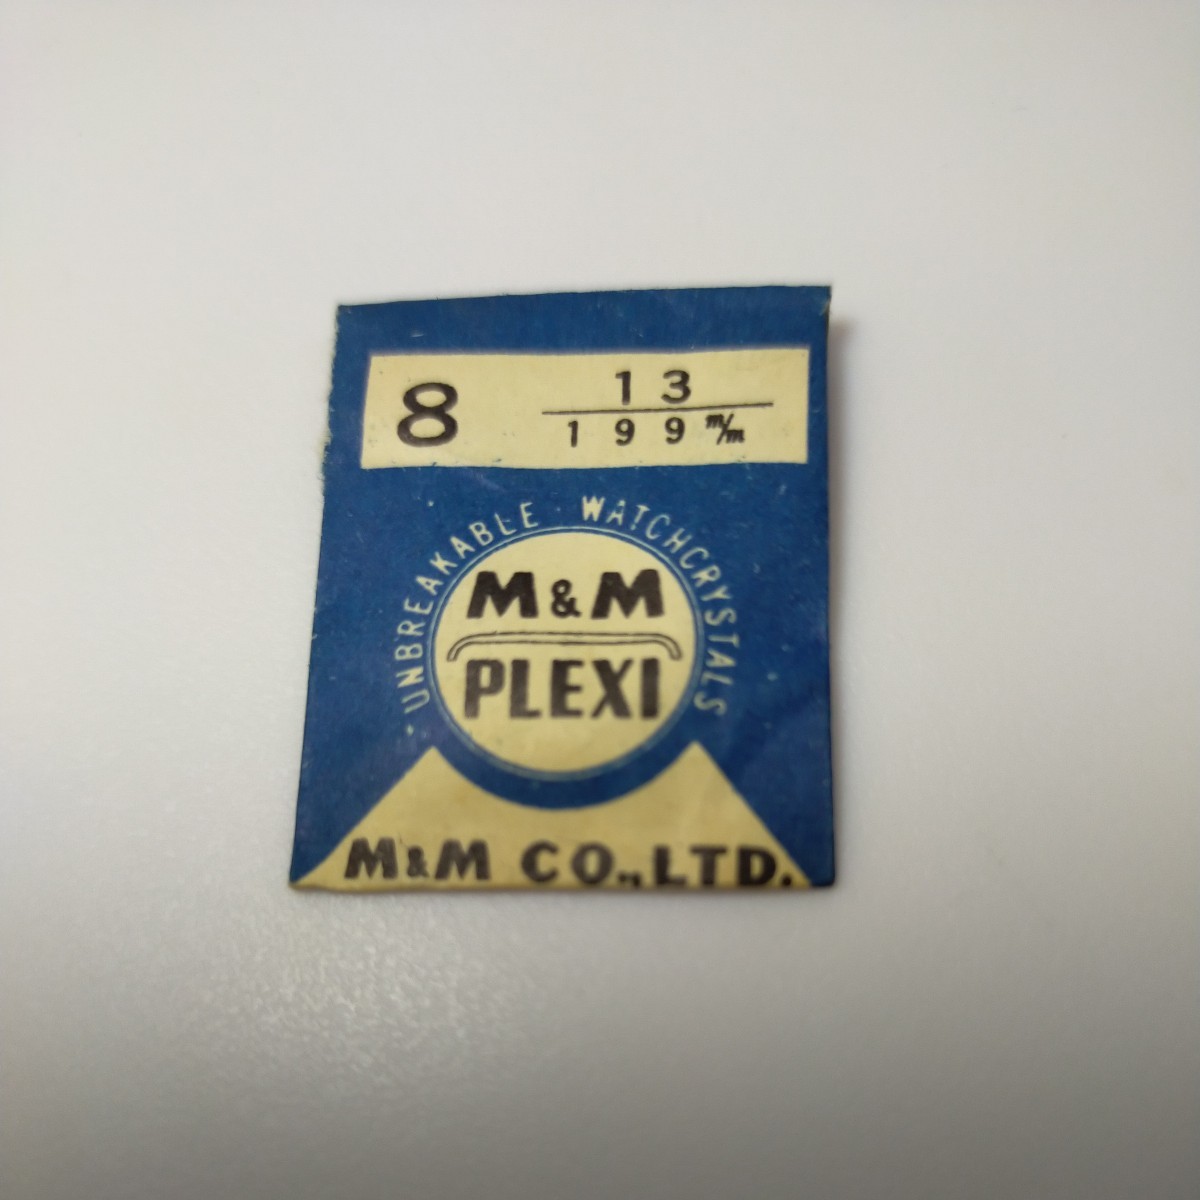 8
13
199 m/m
·UNBREAKABLE · WATCHCRYSTALS
M&M
PLEXI
M&M CO., LTD.